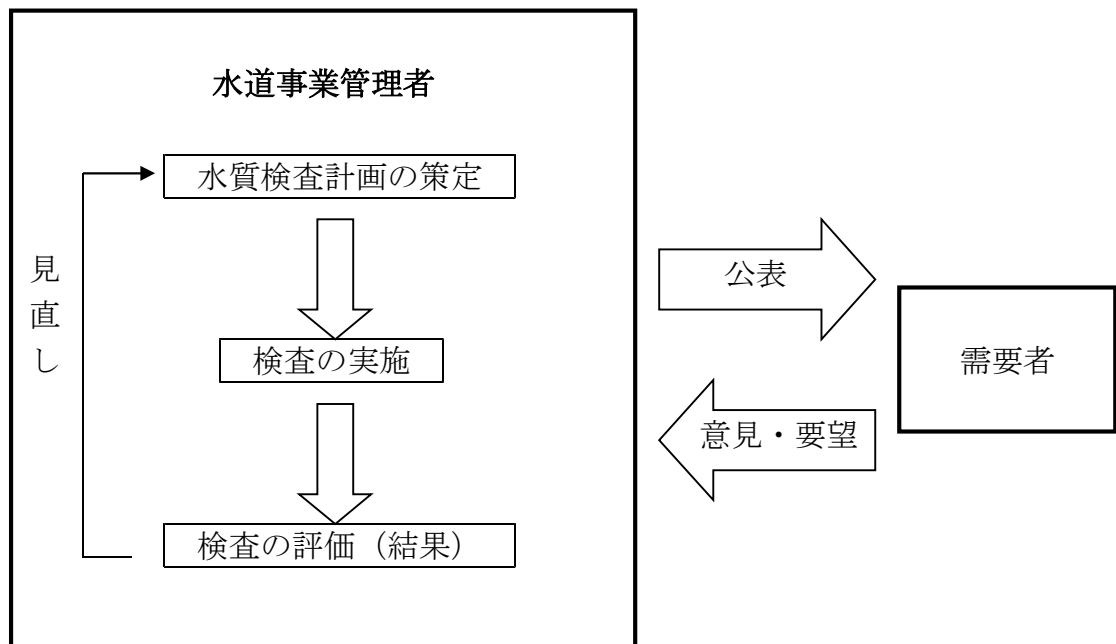 水道事業管理者
水質検査計画の策定
見直し
検査の実施
検査の評価（結果）
公表
意見・要望
需要者